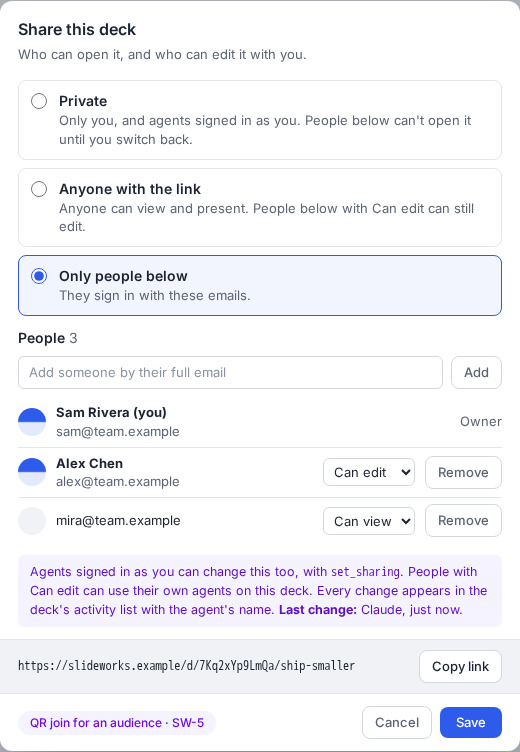 Share this deck
Who can open it, and who can edit it with you.
Private
Only you, and agents signed in as you. People below can't open it
until you switch back.
Anyone with the link
Anyone can view and present. People below with Can edit can still
edit.
Only people below
They sign in with these emails.
People 3
Add someone by their full email
Add
Sam Rivera (you)
sam@team.example
Owner
Alex Chen
alex@team.example
Can edit
Remove
mira@team.example
Can view
Remove
Agents signed in as you can change this too, with set_sharing. People with
Can edit can use their own agents on this deck. Every change appears in the
deck's activity list with the agent's name. Last change: Claude, just now.
https://slideworks.example/d/7Kq2xYp9LmQa/ship-smaller
Copy link
QR join for an audience · SW-5
Cancel
Save